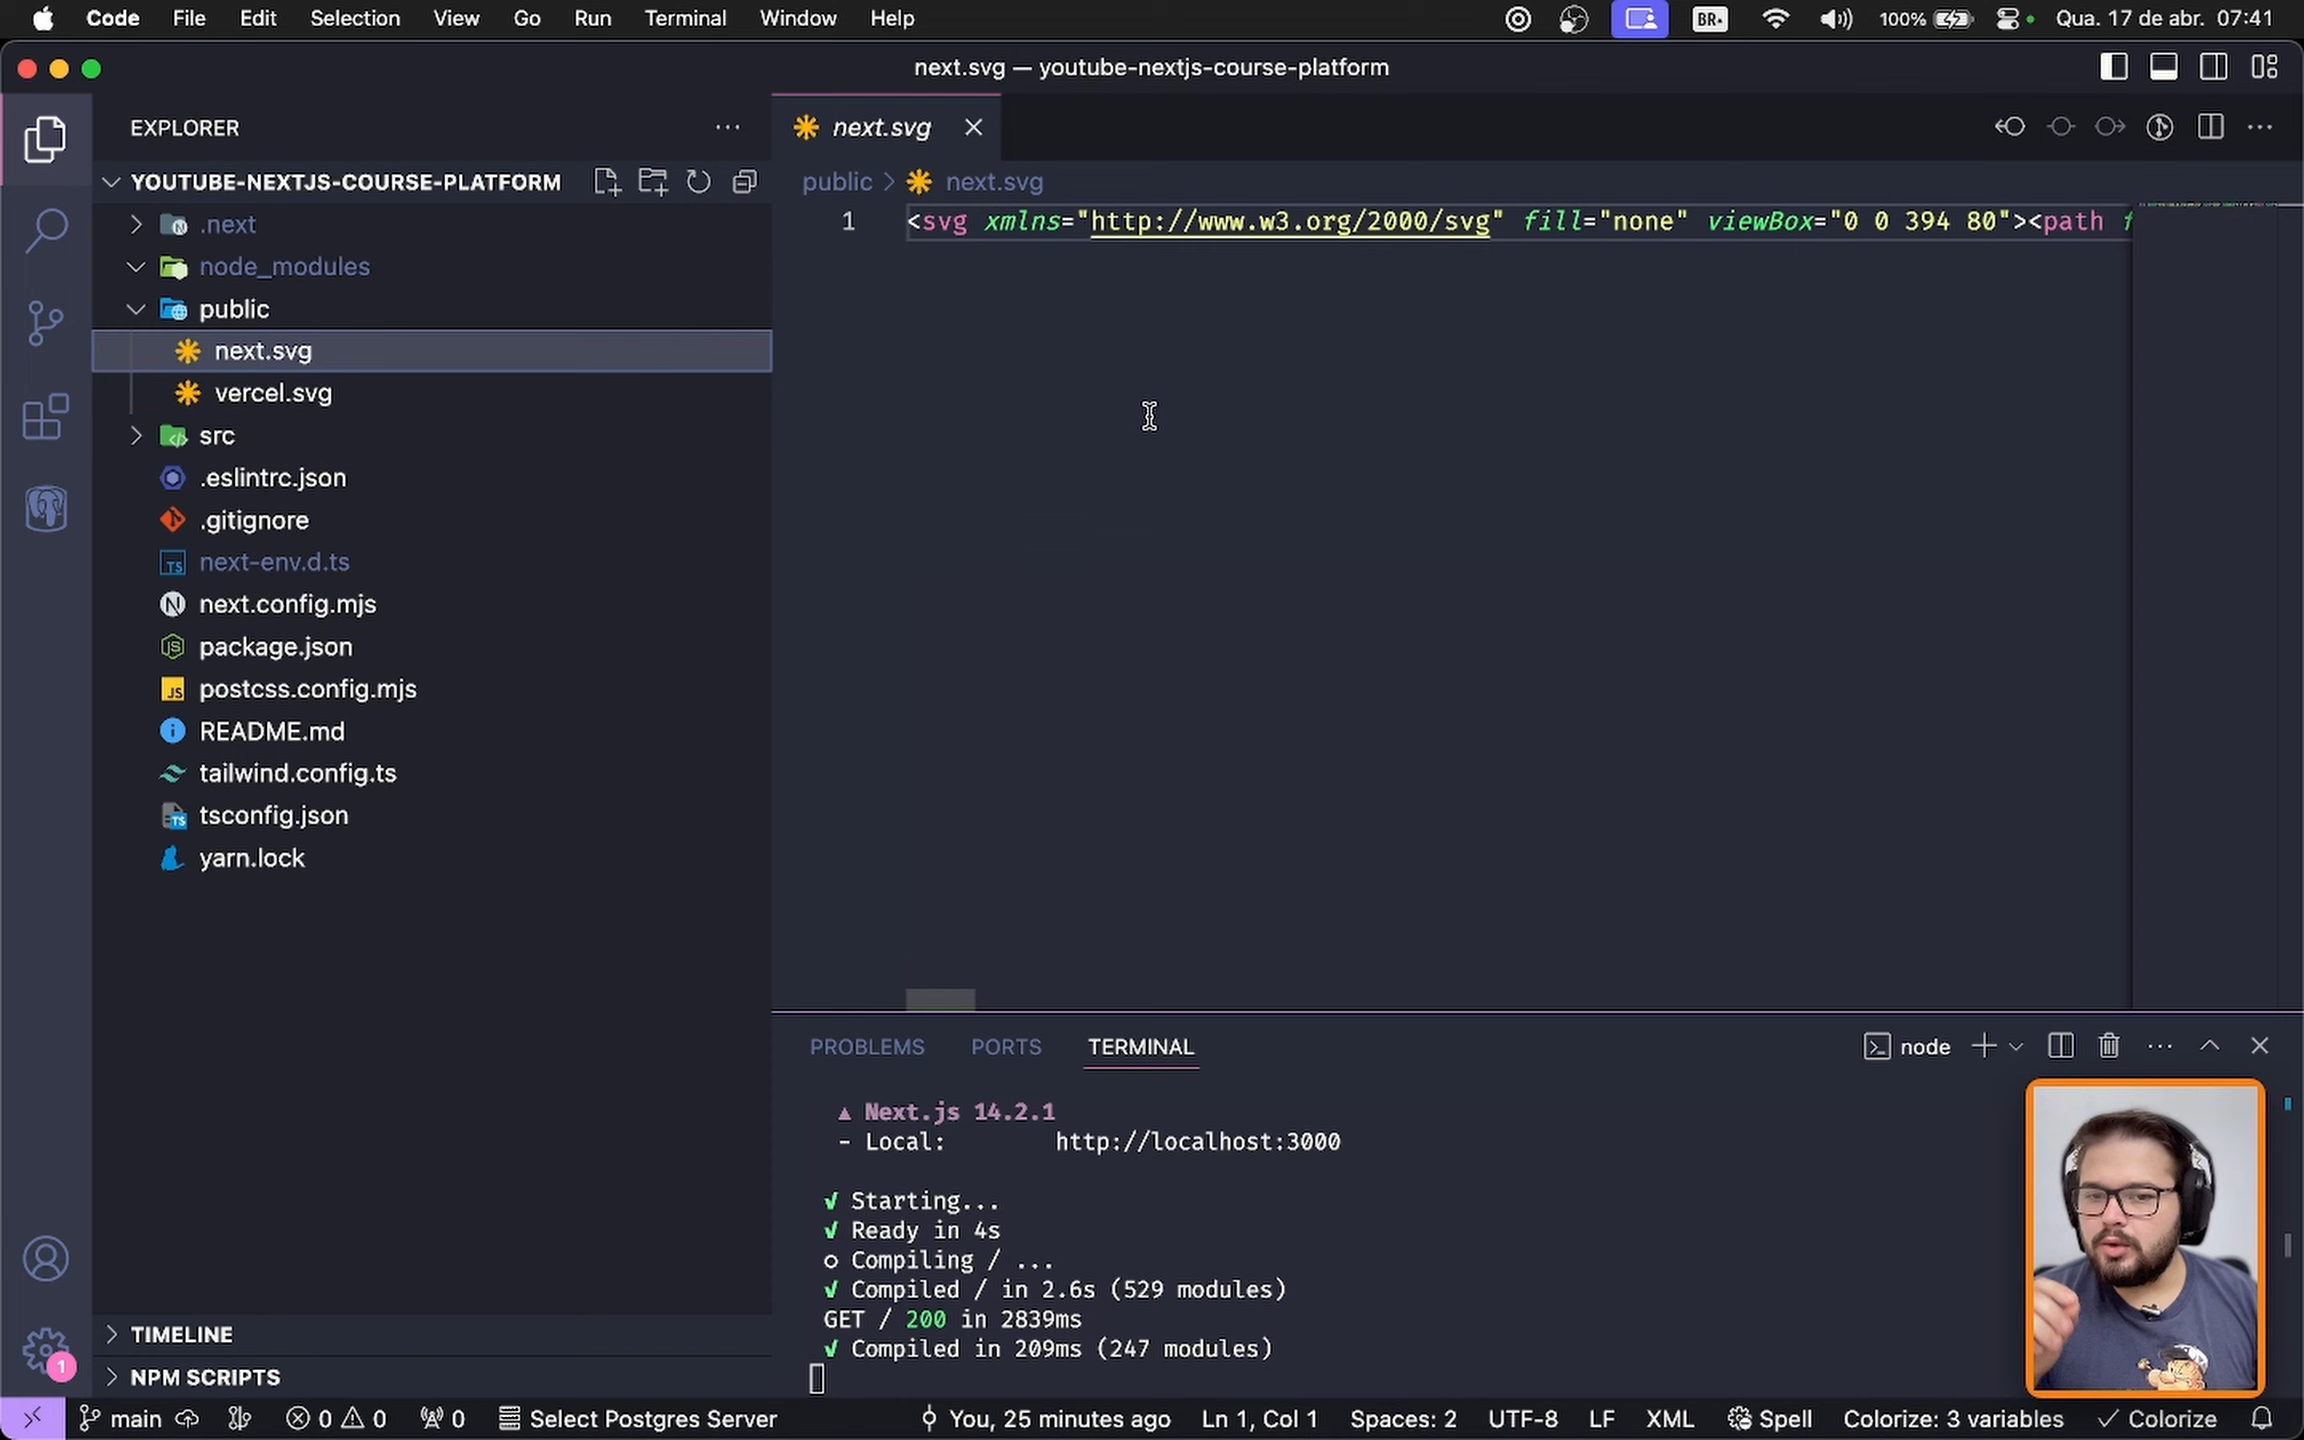 Code File Edit Selection View Go Run Terminal Window Help BR 100% Qua. 17 de abr. 07:41
next.svg — youtube-nextjs-course-platform
EXPLORER
YOUTUBE-NEXTJS-COURSE-PLATFORM
.next
node_modules
public
next.svg
vercel.svg
src
.eslintrc.json
.gitignore
next-env.d.ts
next.config.mjs
package.json
postcss.config.mjs
README.md
tailwind.config.ts
tsconfig.json
yarn.lock
TIMELINE
NPM SCRIPTS
next.svg
public > next.svg
1 <svg xmlns="http://www.w3.org/2000/svg" fill="none" viewBox="0 0 394 80"><path f
PROBLEMS PORTS TERMINAL node
▲ Next.js 14.2.1
- Local: http://localhost:3000
✓ Starting...
✓ Ready in 4s
○ Compiling / ...
✓ Compiled / in 2.6s (529 modules)
GET / 200 in 2839ms
✓ Compiled in 209ms (247 modules)
1
main 0 0 0 Select Postgres Server You, 25 minutes ago Ln 1, Col 1 Spaces: 2 UTF-8 LF XML Spell Colorize: 3 variables ✓ Colorize